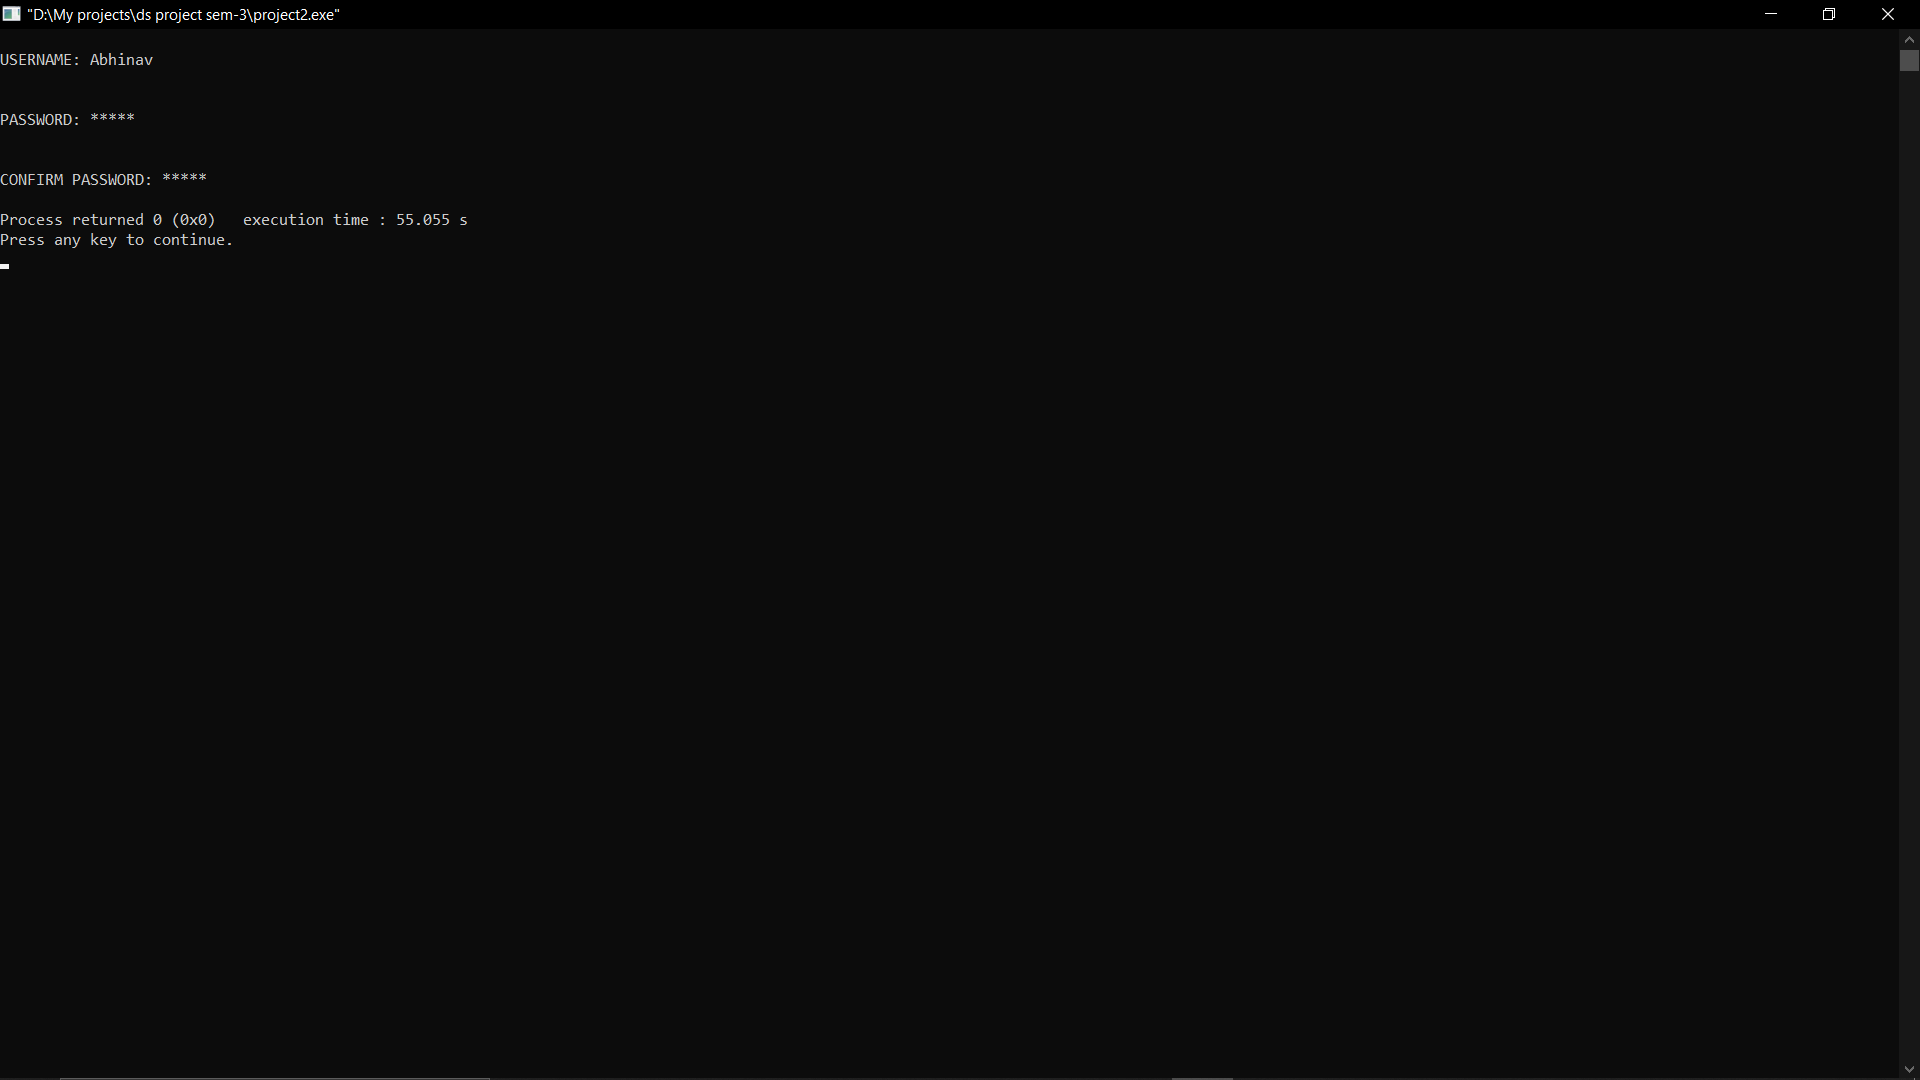 "D:\My projects\ds project sem-3\project2.exe"
USERNAME: Abhinav
PASSWORD: *****
CONFIRM PASSWORD: *****
Process returned 0 (0x0)   execution time : 55.055 s
Press any key to continue.